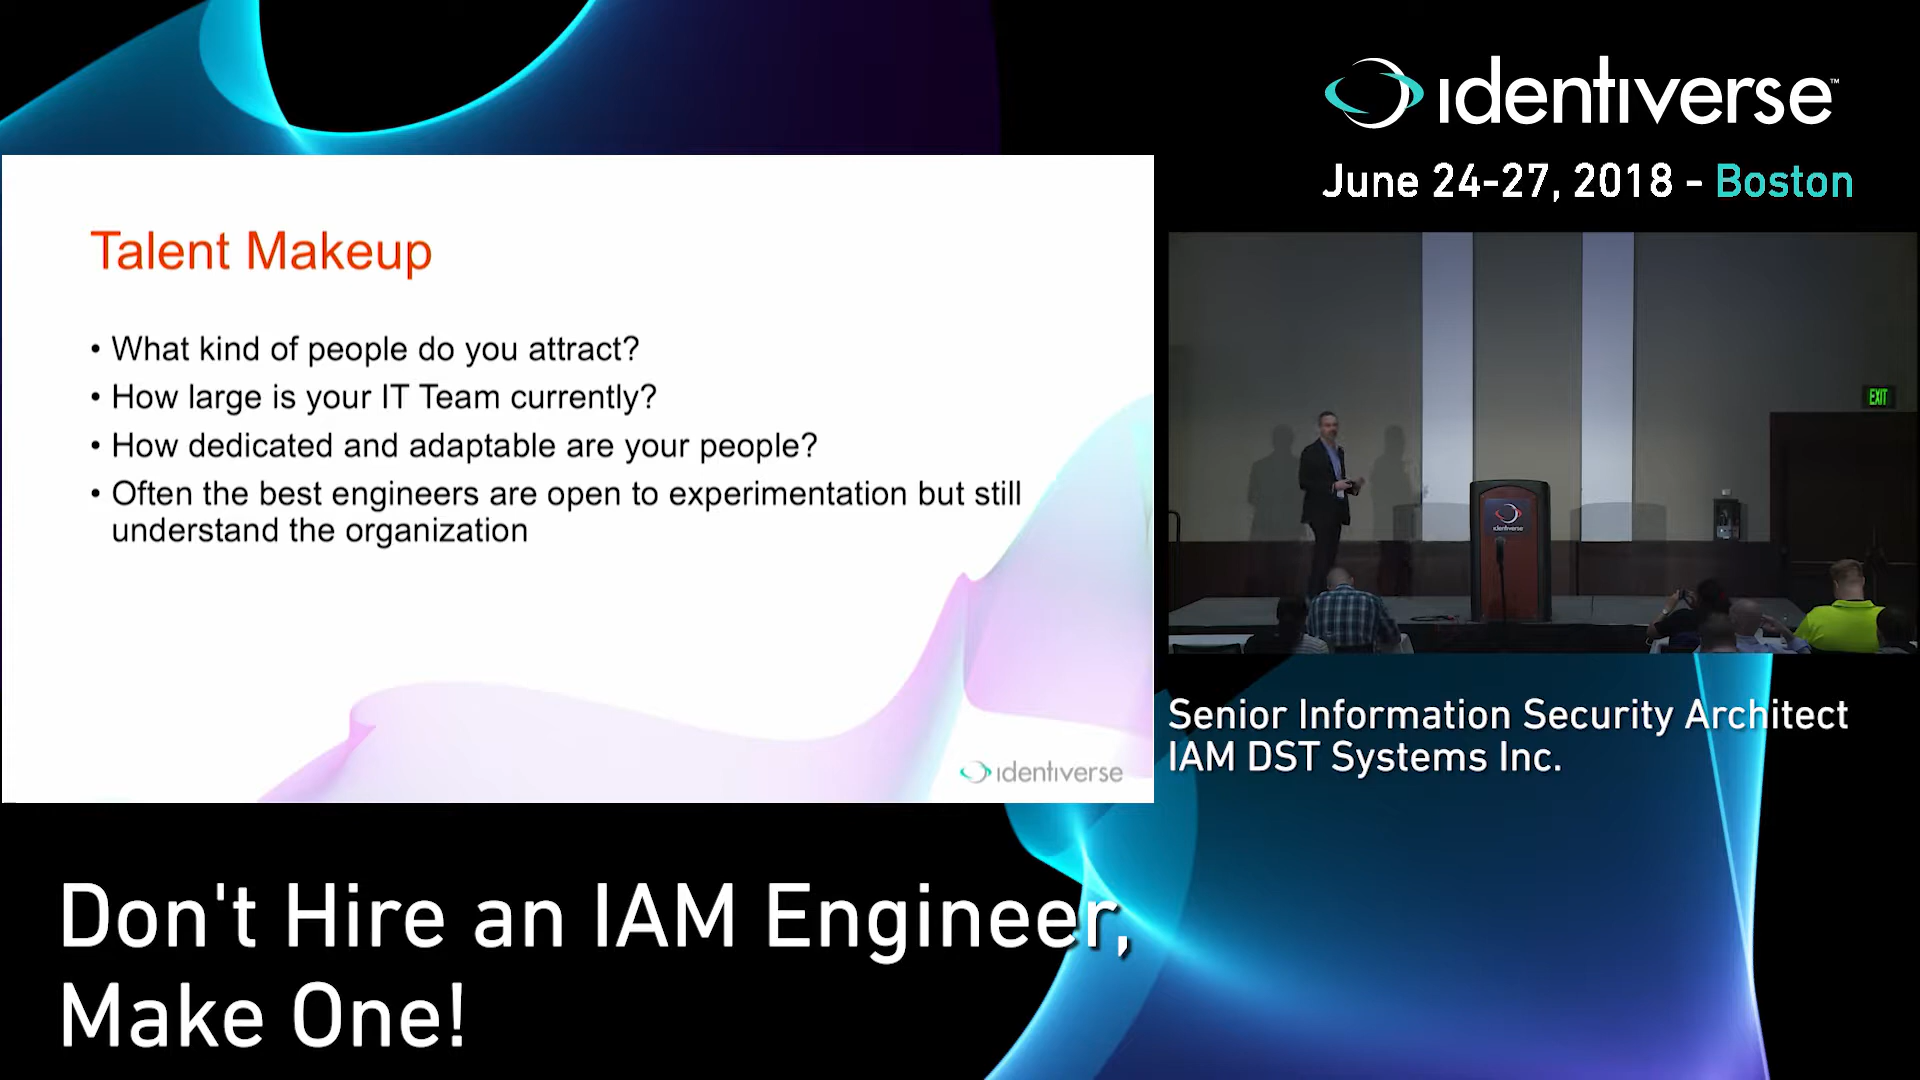 identiverse™
June 24-27, 2018 - Boston
Talent Makeup
• What kind of people do you attract?
• How large is your IT Team currently?
• How dedicated and adaptable are your people?
• Often the best engineers are open to experimentation but still
understand the organization
identiverse
EXIT
identiverse
Senior Information Security Architect
IAM DST Systems Inc.
Don't Hire an IAM Engineer,
Make One!